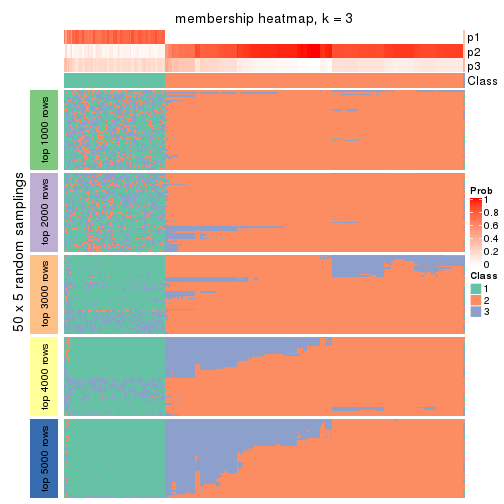 membership heatmap, k = 3
p1
p2
p3
Class
50 x 5 random samplings
top 1000 rows
top 2000 rows
top 3000 rows
top 4000 rows
top 5000 rows
Prob
1
0.8
0.6
0.4
0.2
0
Class
1
2
3